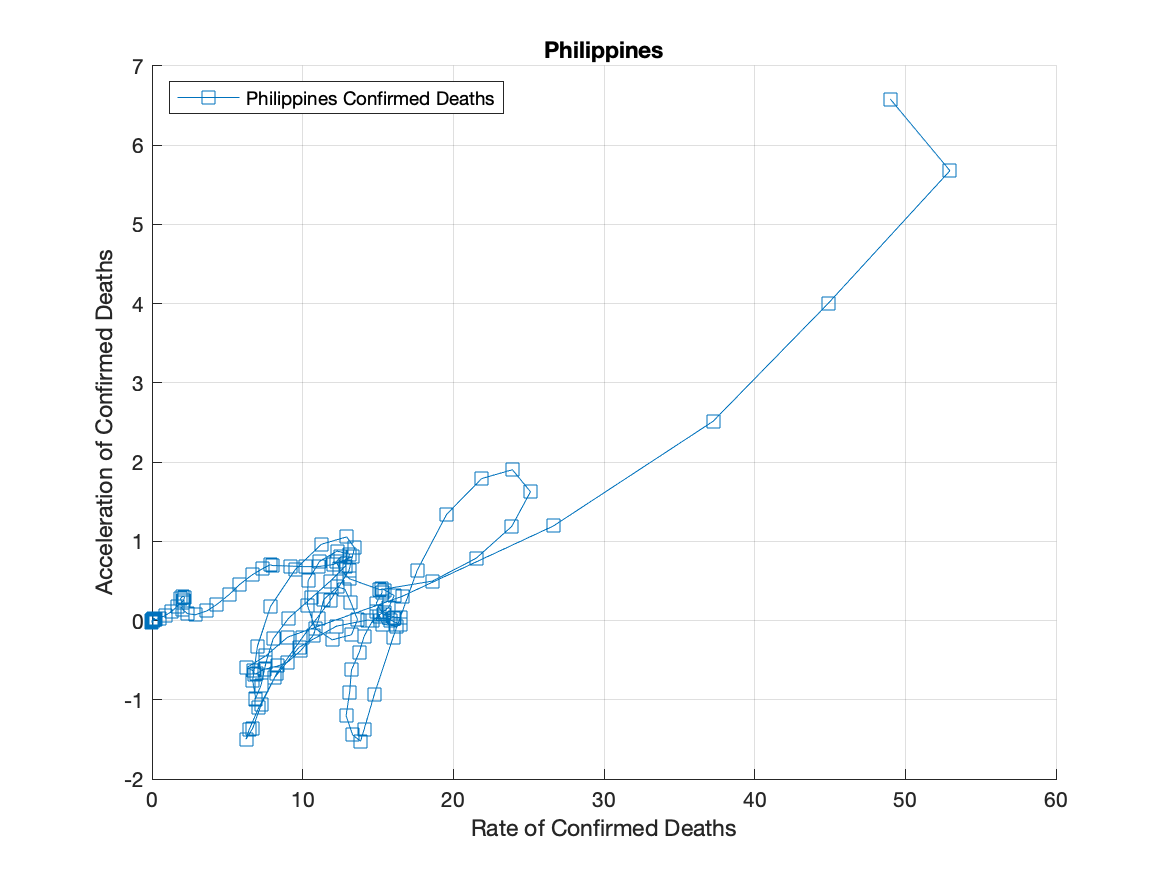 Philippines
Philippines Confirmed Deaths
7
6
5
4
3
2
1
0
-1
-2
Acceleration of Confirmed Deaths
0 10 20 30 40 50 60
Rate of Confirmed Deaths